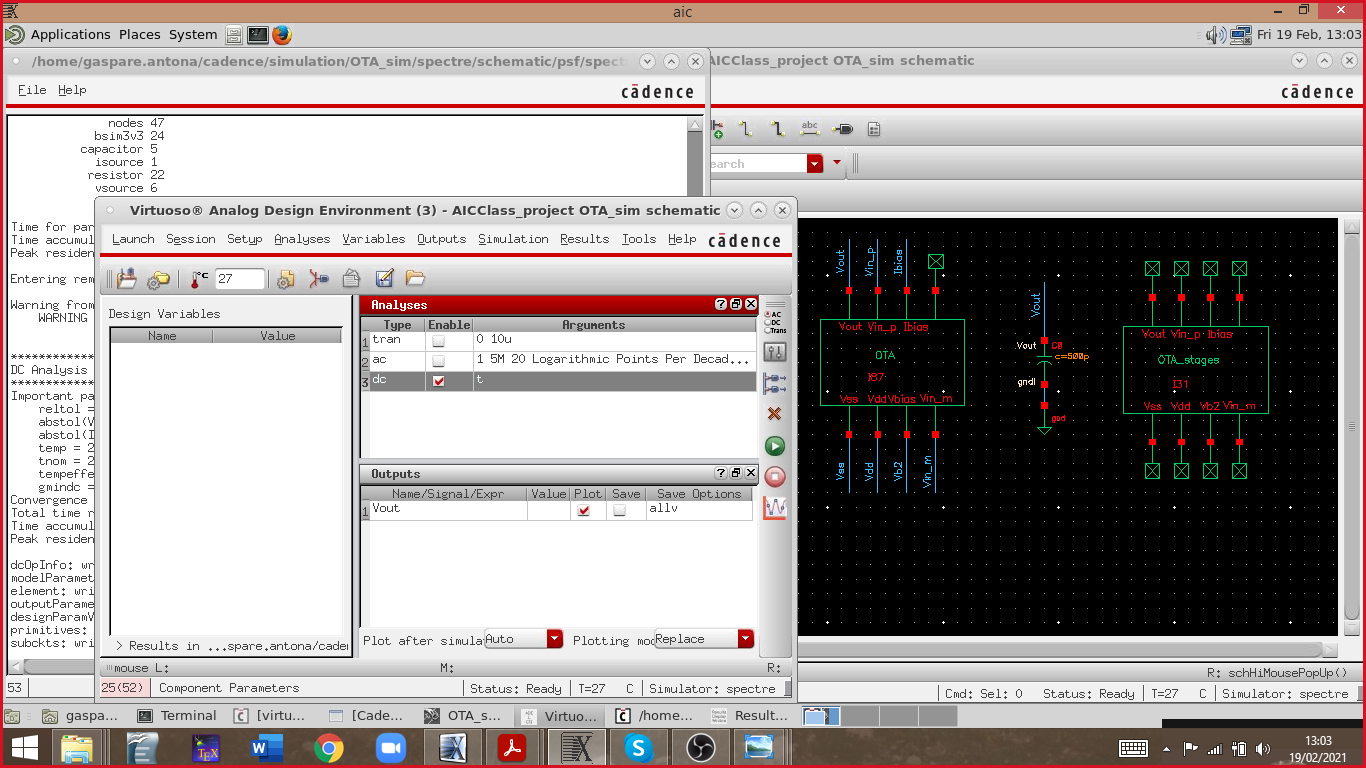 aic
Applications Places System
Fri 19 Feb, 13:03
/home/gaspare.antona/cadence/simulation/OTA_sim/spectre/schematic/psf/spect
AICClass_project OTA_sim schematic
File Help
cādence
cādence
nodes 47
bsim3v3 24
capacitor 5
isource 1
resistor 22
vsource 6
abc
earch
Time for par
Time accumul
Peak residen
Entering rem
Warning from
WARNING
DC Analysis
Important pa
reltol =
abstol(V
abstol(I
temp = 2
tnom = 2
tempeffe
gmindc =
Convergence
Total time r
Time accumul
Peak residen
dcOpInfo: wr
modelParamet
element: wri
outputParame
designParamV
primitives:
subckts: wri
53
Virtuoso® Analog Design Environment (3) - AICClass_project OTA_sim schematic
Launch Session Setup Analyses Variables Outputs Simulation Results Tools Help
cādence
°C 27
Design Variables
Name Value
> Results in ...spare.antona/cader
Analyses
Type Enable Arguments
1 tran 0 10u
2 ac 1 5M 20 Logarithmic Points Per Decad...
3 dc t
AC
DC
Trans
Outputs
Name/Signal/Expr Value Plot Save Save Options
1 Vout allv
Plot after simula Auto Plotting moc Replace
mouse L: M: R:
25(52) Component Parameters
Status: Ready T=27 C Simulator: spectre
Vout Vin_p Ibias
Vout Vin_p Ibias
OTA
I87
Vss Vdd Vbias Vin_m
Vss Vdd Vb2 Vin_m
Vout
Vout C0
c=500p
gnd!
gnd
Vout Vin_p Ibias
OTA_stages
I31
Vss Vdd Vb2 Vin_m
R: schHiMousePopUp()
Cmd: Sel: 0 Status: Ready T=27 C Simulator: spectre
gaspa...
Terminal
[virtu...
[Cade...
OTA_s...
Virtuo...
/home...
Result...
13:03
19/02/2021